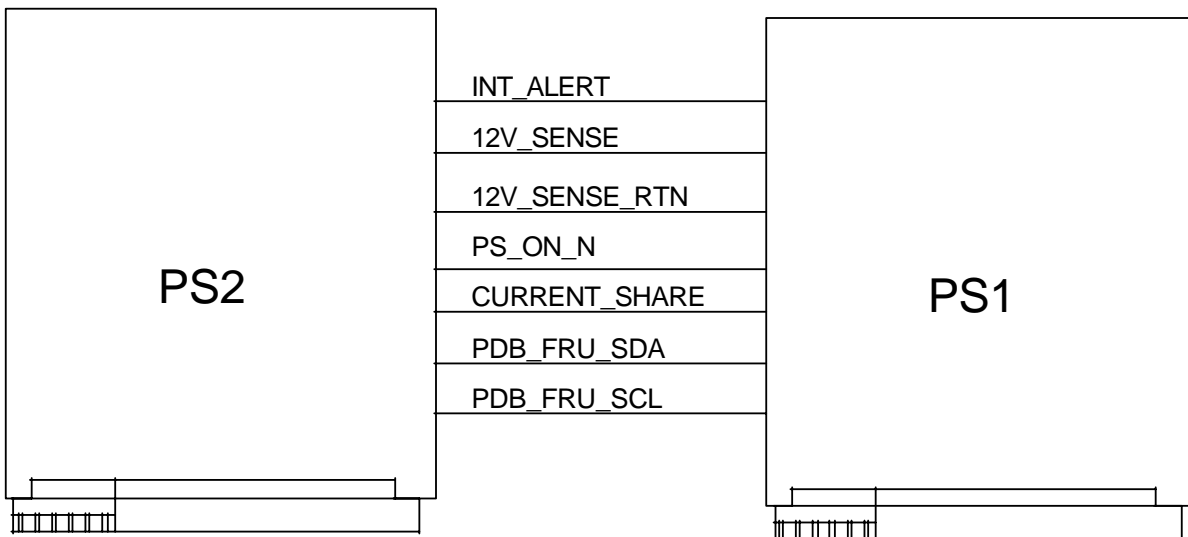 INT_ALERT
12V_SENSE
12V_SENSE_RTN
PS_ON_N
CURRENT_SHARE
PDB_FRU_SDA
PDB_FRU_SCL
PS2
PS1